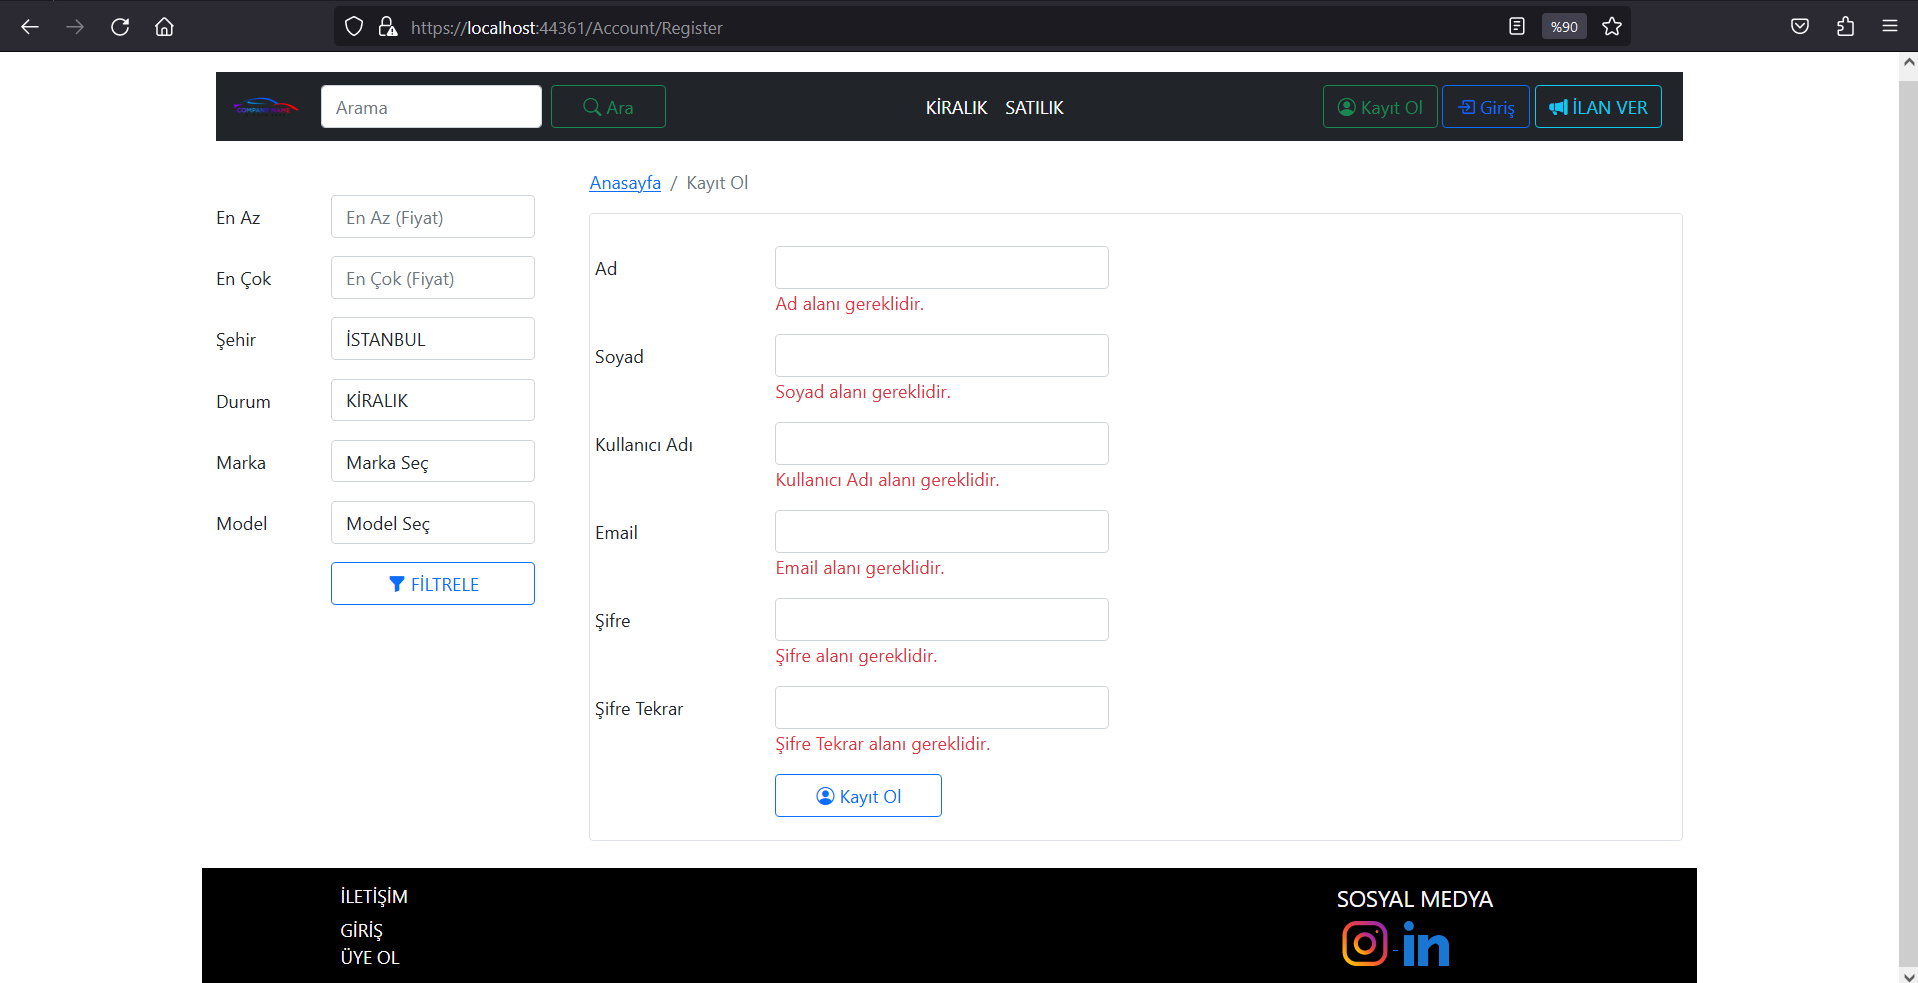 https://localhost:44361/Account/Register
%90
COMPANY NAME
Arama
Ara
KİRALIK SATILIK
Kayıt Ol
Giriş
İLAN VER
Anasayfa / Kayıt Ol
En Az
En Az (Fiyat)
En Çok
En Çok (Fiyat)
Şehir
İSTANBUL
Durum
KİRALIK
Marka
Marka Seç
Model
Model Seç
FİLTRELE
Ad
Ad alanı gereklidir.
Soyad
Soyad alanı gereklidir.
Kullanıcı Adı
Kullanıcı Adı alanı gereklidir.
Email
Email alanı gereklidir.
Şifre
Şifre alanı gereklidir.
Şifre Tekrar
Şifre Tekrar alanı gereklidir.
Kayıt Ol
İLETİŞİM
GİRİŞ
ÜYE OL
SOSYAL MEDYA
in